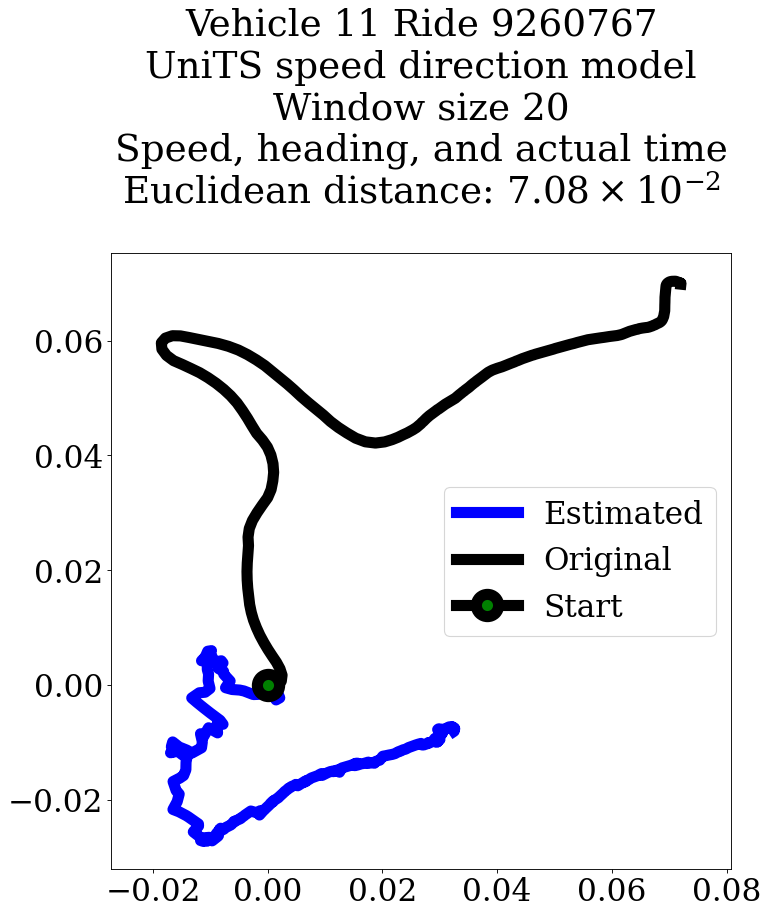 Vehicle 11 Ride 9260767
UniTS speed direction model
Window size 20
Speed, heading, and actual time
Euclidean distance: 7.08 × 10⁻²
0.06
0.04
0.02
0.00
−0.02
Estimated
Original
Start
−0.02 0.00 0.02 0.04 0.06 0.08